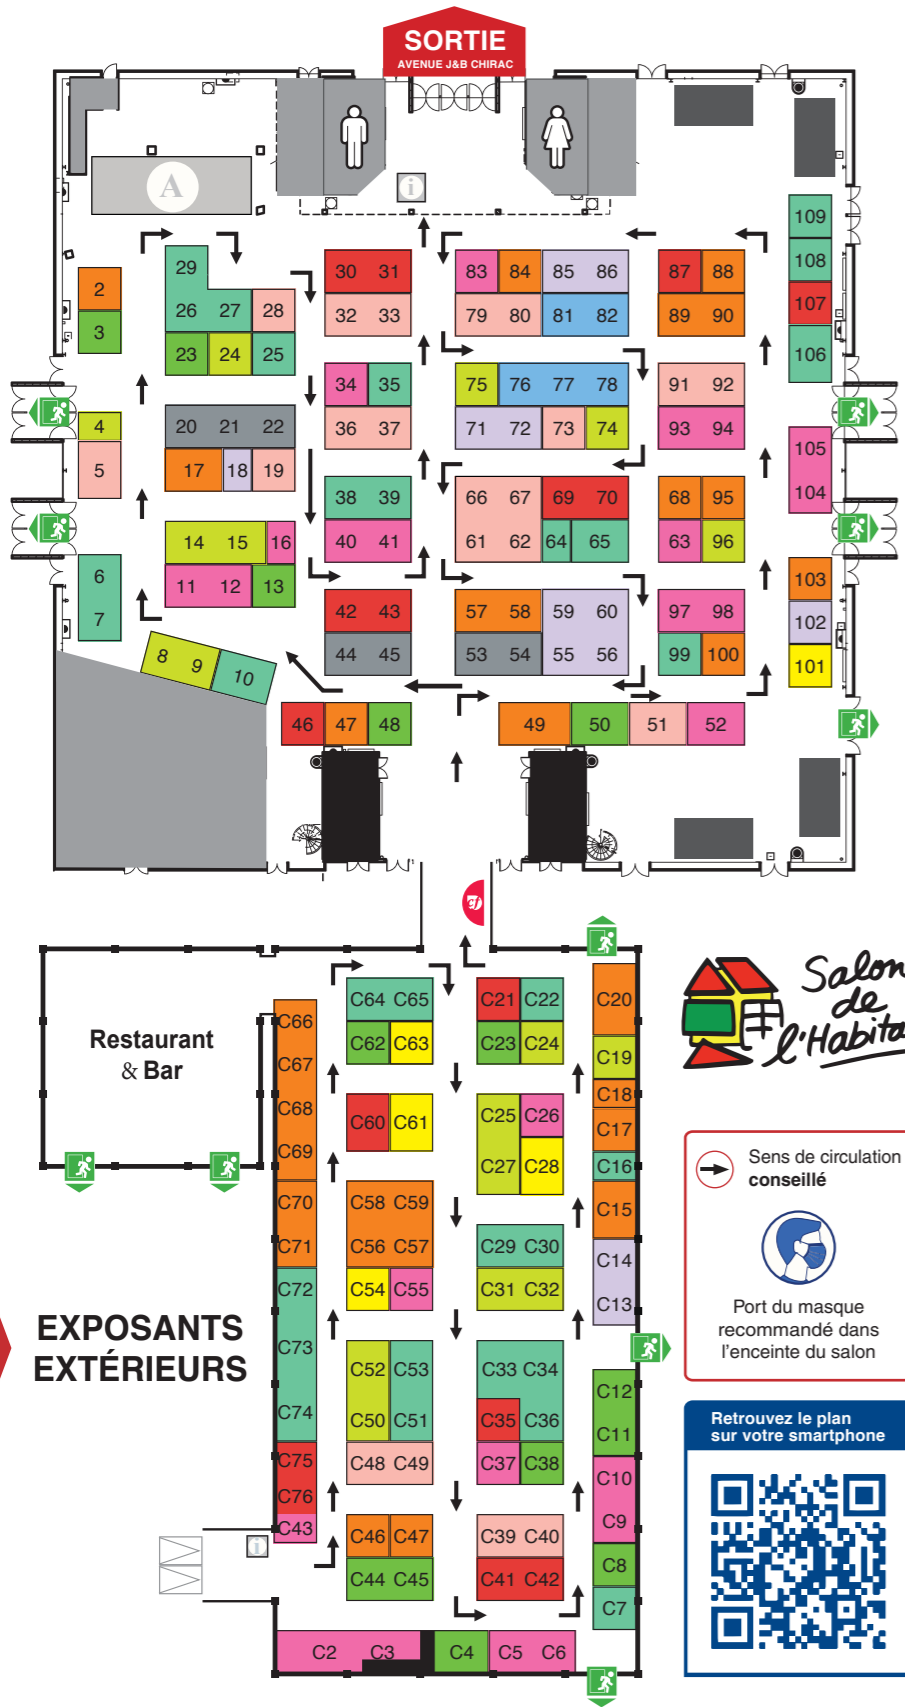 SORTIE
AVENUE J&B CHIRAC
A
i
109
29
83 84 85 86
30 31
87 88
108
2
26 27 28
79 80 81 82
32 33
89 90
107
3
23 24 25
106
34 35
75 76 77 78
91 92
4
20 21 22
36 37
71 72 73 74
93 94
105
5
17 18 19
38 39
66 67 69 70
68 95
104
14 15 16
40 41
61 62 64 65
63 96
6
11 12 13
103
7
42 43
57 58 59 60
97 98
102
8 9 10
44 45
53 54 55 56
99 100
101
46 47 48
49 50 51 52
cf
Restaurant
& Bar
C66
C67
C68
C69
C70
C71
C72
C73
C74
C75
C76
C43
C64 C65
C62 C63
C60 C61
C58 C59
C56 C57
C54 C55
C52 C53
C50 C51
C48 C49
C46 C47
C44 C45
C21 C22
C23 C24
C25 C26
C27 C28
C29 C30
C31 C32
C33 C34
C35 C36
C37 C38
C39 C40
C41 C42
C20
C19
C18
C17
C16
C15
C14
C13
C12
C11
C10
C9
C8
C7
C2 C3 C4 C5 C6
i
EXPOSANTS
EXTÉRIEURS
Salon
de
l'Habita
Sens de circulation
conseillé
Port du masque
recommandé dans
l'enceinte du salon
Retrouvez le plan
sur votre smartphone